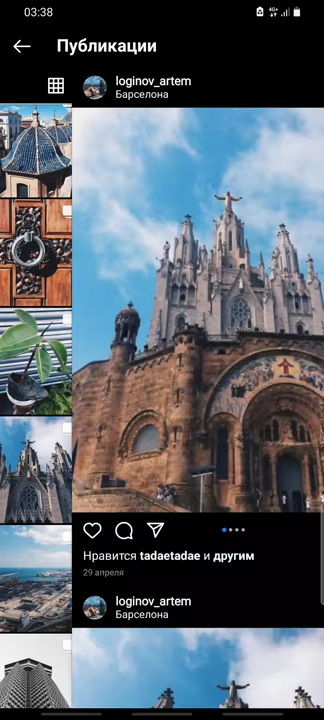 03:38
4G+
Публикации
loginov_artem
Барселона
Нравится tadaetadae и другим
29 апреля
loginov_artem
Барселона